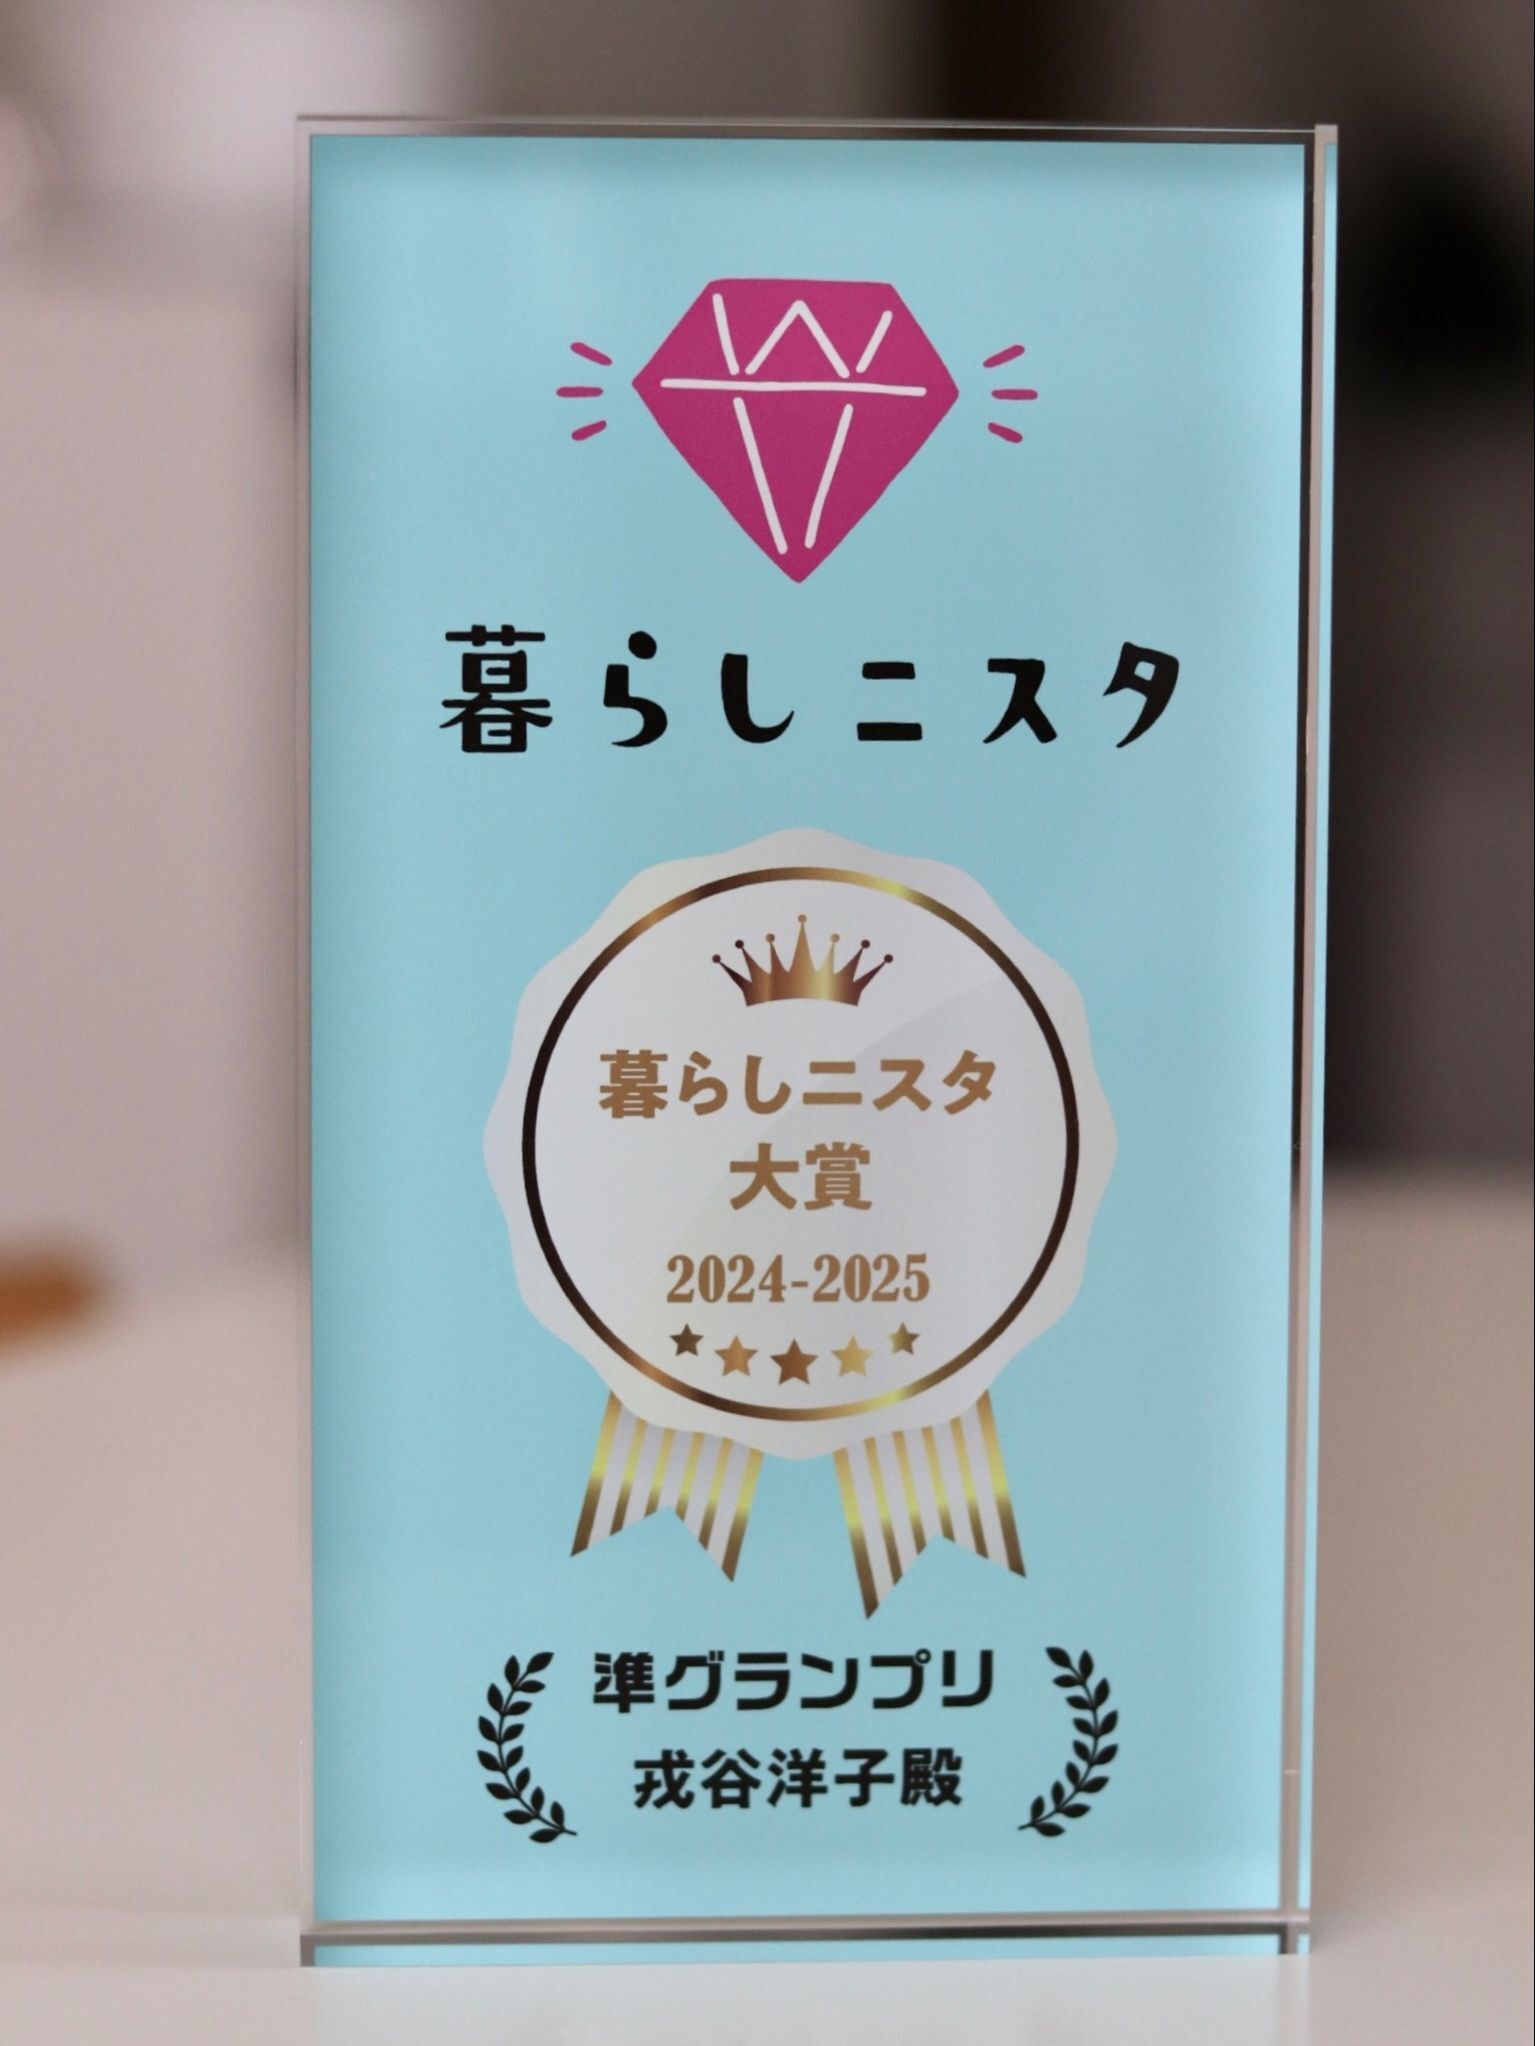 暮らしニスタ
暮らしニスタ
大賞
2024-2025
準グランプリ
戎谷洋子殿